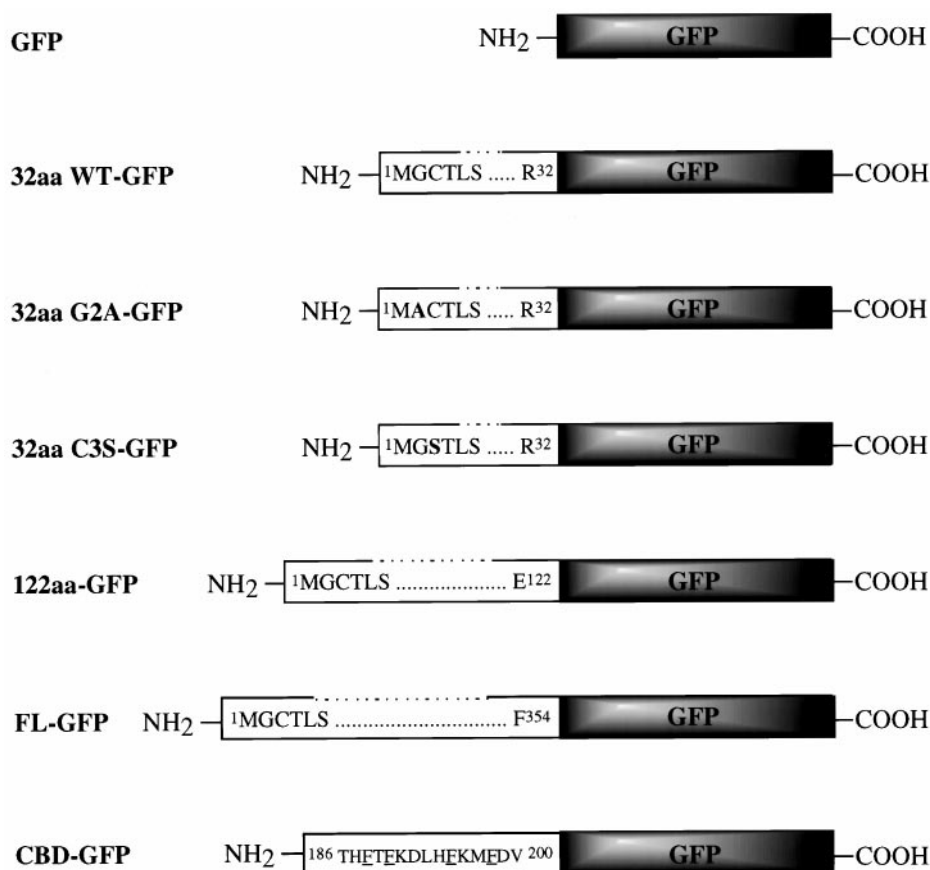 GFP NH2 GFP COOH
32aa WT-GFP NH2 1MGCTLS ..... R32 GFP COOH
32aa G2A-GFP NH2 1MACTLS ..... R32 GFP COOH
32aa C3S-GFP NH2 1MGSTLS ..... R32 GFP COOH
122aa-GFP NH2 1MGCTLS ................... E122 GFP COOH
FL-GFP NH2 1MGCTLS ............................. F354 GFP COOH
CBD-GFP NH2 186 THFTFKDLHFKMFDV 200 GFP COOH